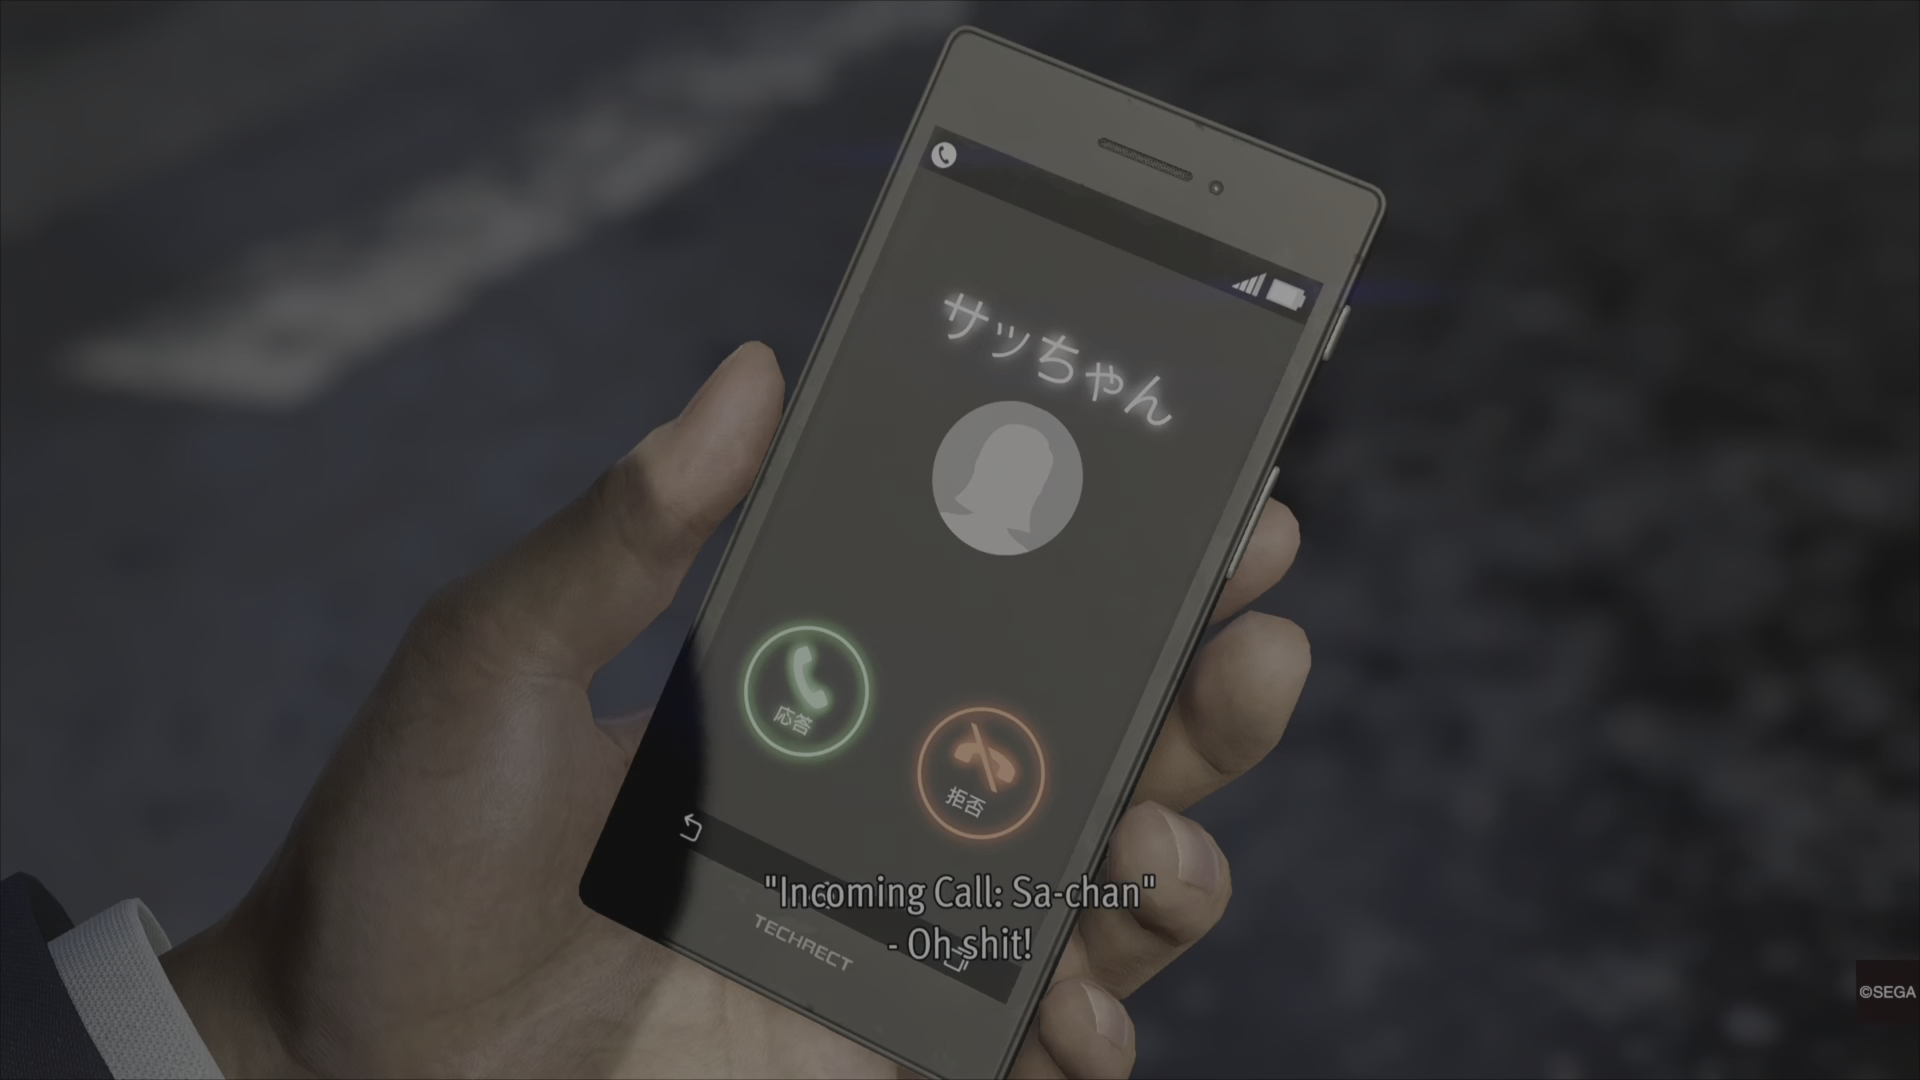 サッちゃん
応答
拒否
"Incoming Call: Sa-chan"
- Oh shit!
TECHRECT
©SEGA